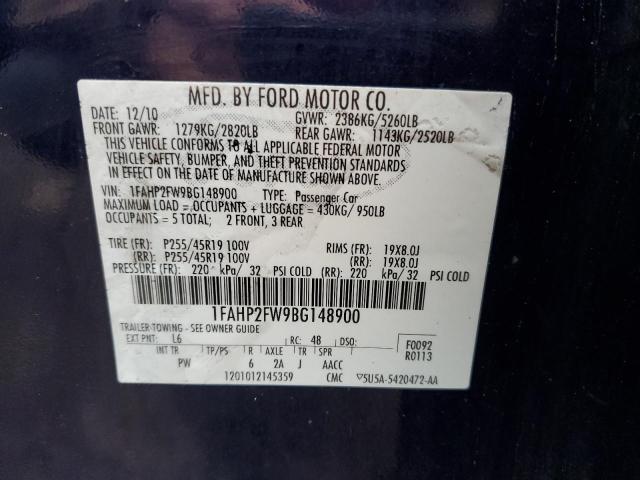 MFD. BY FORD MOTOR CO.
DATE: 12/10 GVWR: 2386KG/5260LB
FRONT GAWR: 1279KG/2820LB REAR GAWR: 1143KG/2520LB
THIS VEHICLE CONFORMS TO ALL APPLICABLE FEDERAL MOTOR
VEHICLE SAFETY, BUMPER, AND THEFT PREVENTION STANDARDS
IN EFFECT ON THE DATE OF MANUFACTURE SHOWN ABOVE.
VIN: 1FAHP2FW9BG148900 TYPE: Passenger Car
MAXIMUM LOAD = OCCUPANTS + LUGGAGE = 430KG/ 950LB
OCCUPANTS = 5 TOTAL; 2 FRONT, 3 REAR
TIRE (FR): P255/45R19 100V RIMS (FR): 19X8.0J
(RR): P255/45R19 100V (RR): 19X8.0J
PRESSURE (FR): 220 kPa/ 32 PSI COLD (RR): 220 kPa/ 32 PSI COLD
1FAHP2FW9BG148900
TRAILER TOWING - SEE OWNER GUIDE
EXT PNT: L6 RC: 48 DSO: F0092
INT TR TP/PS R AXLE TR SPR R0113
PW 6 2A J AACC
1201012145359 CMC ▽5U5A-5420472-AA